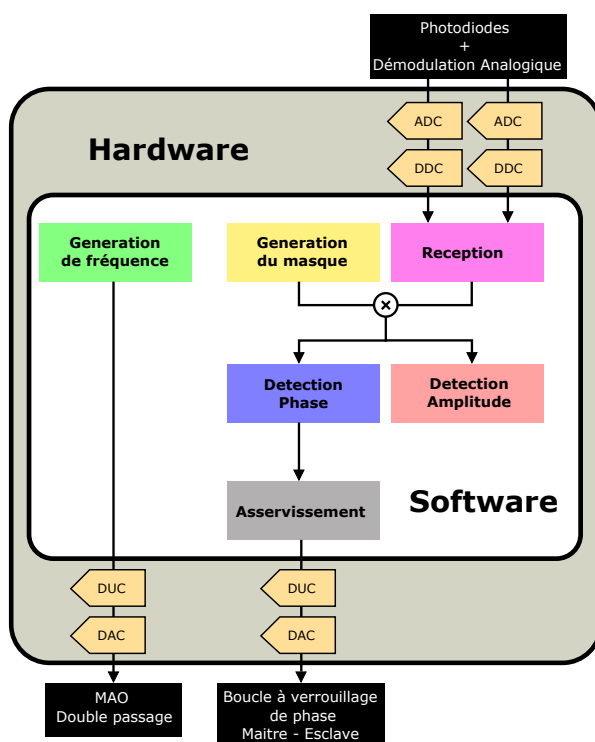 Photodiodes
+
Démodulation Analogique
ADC
ADC
Hardware
DDC
DDC
Generation
de fréquence
Generation
du masque
Reception
×
Detection
Phase
Detection
Amplitude
Asservissement
Software
DUC
DUC
DAC
DAC
MAO
Double passage
Boucle à verrouillage
de phase
Maitre - Esclave